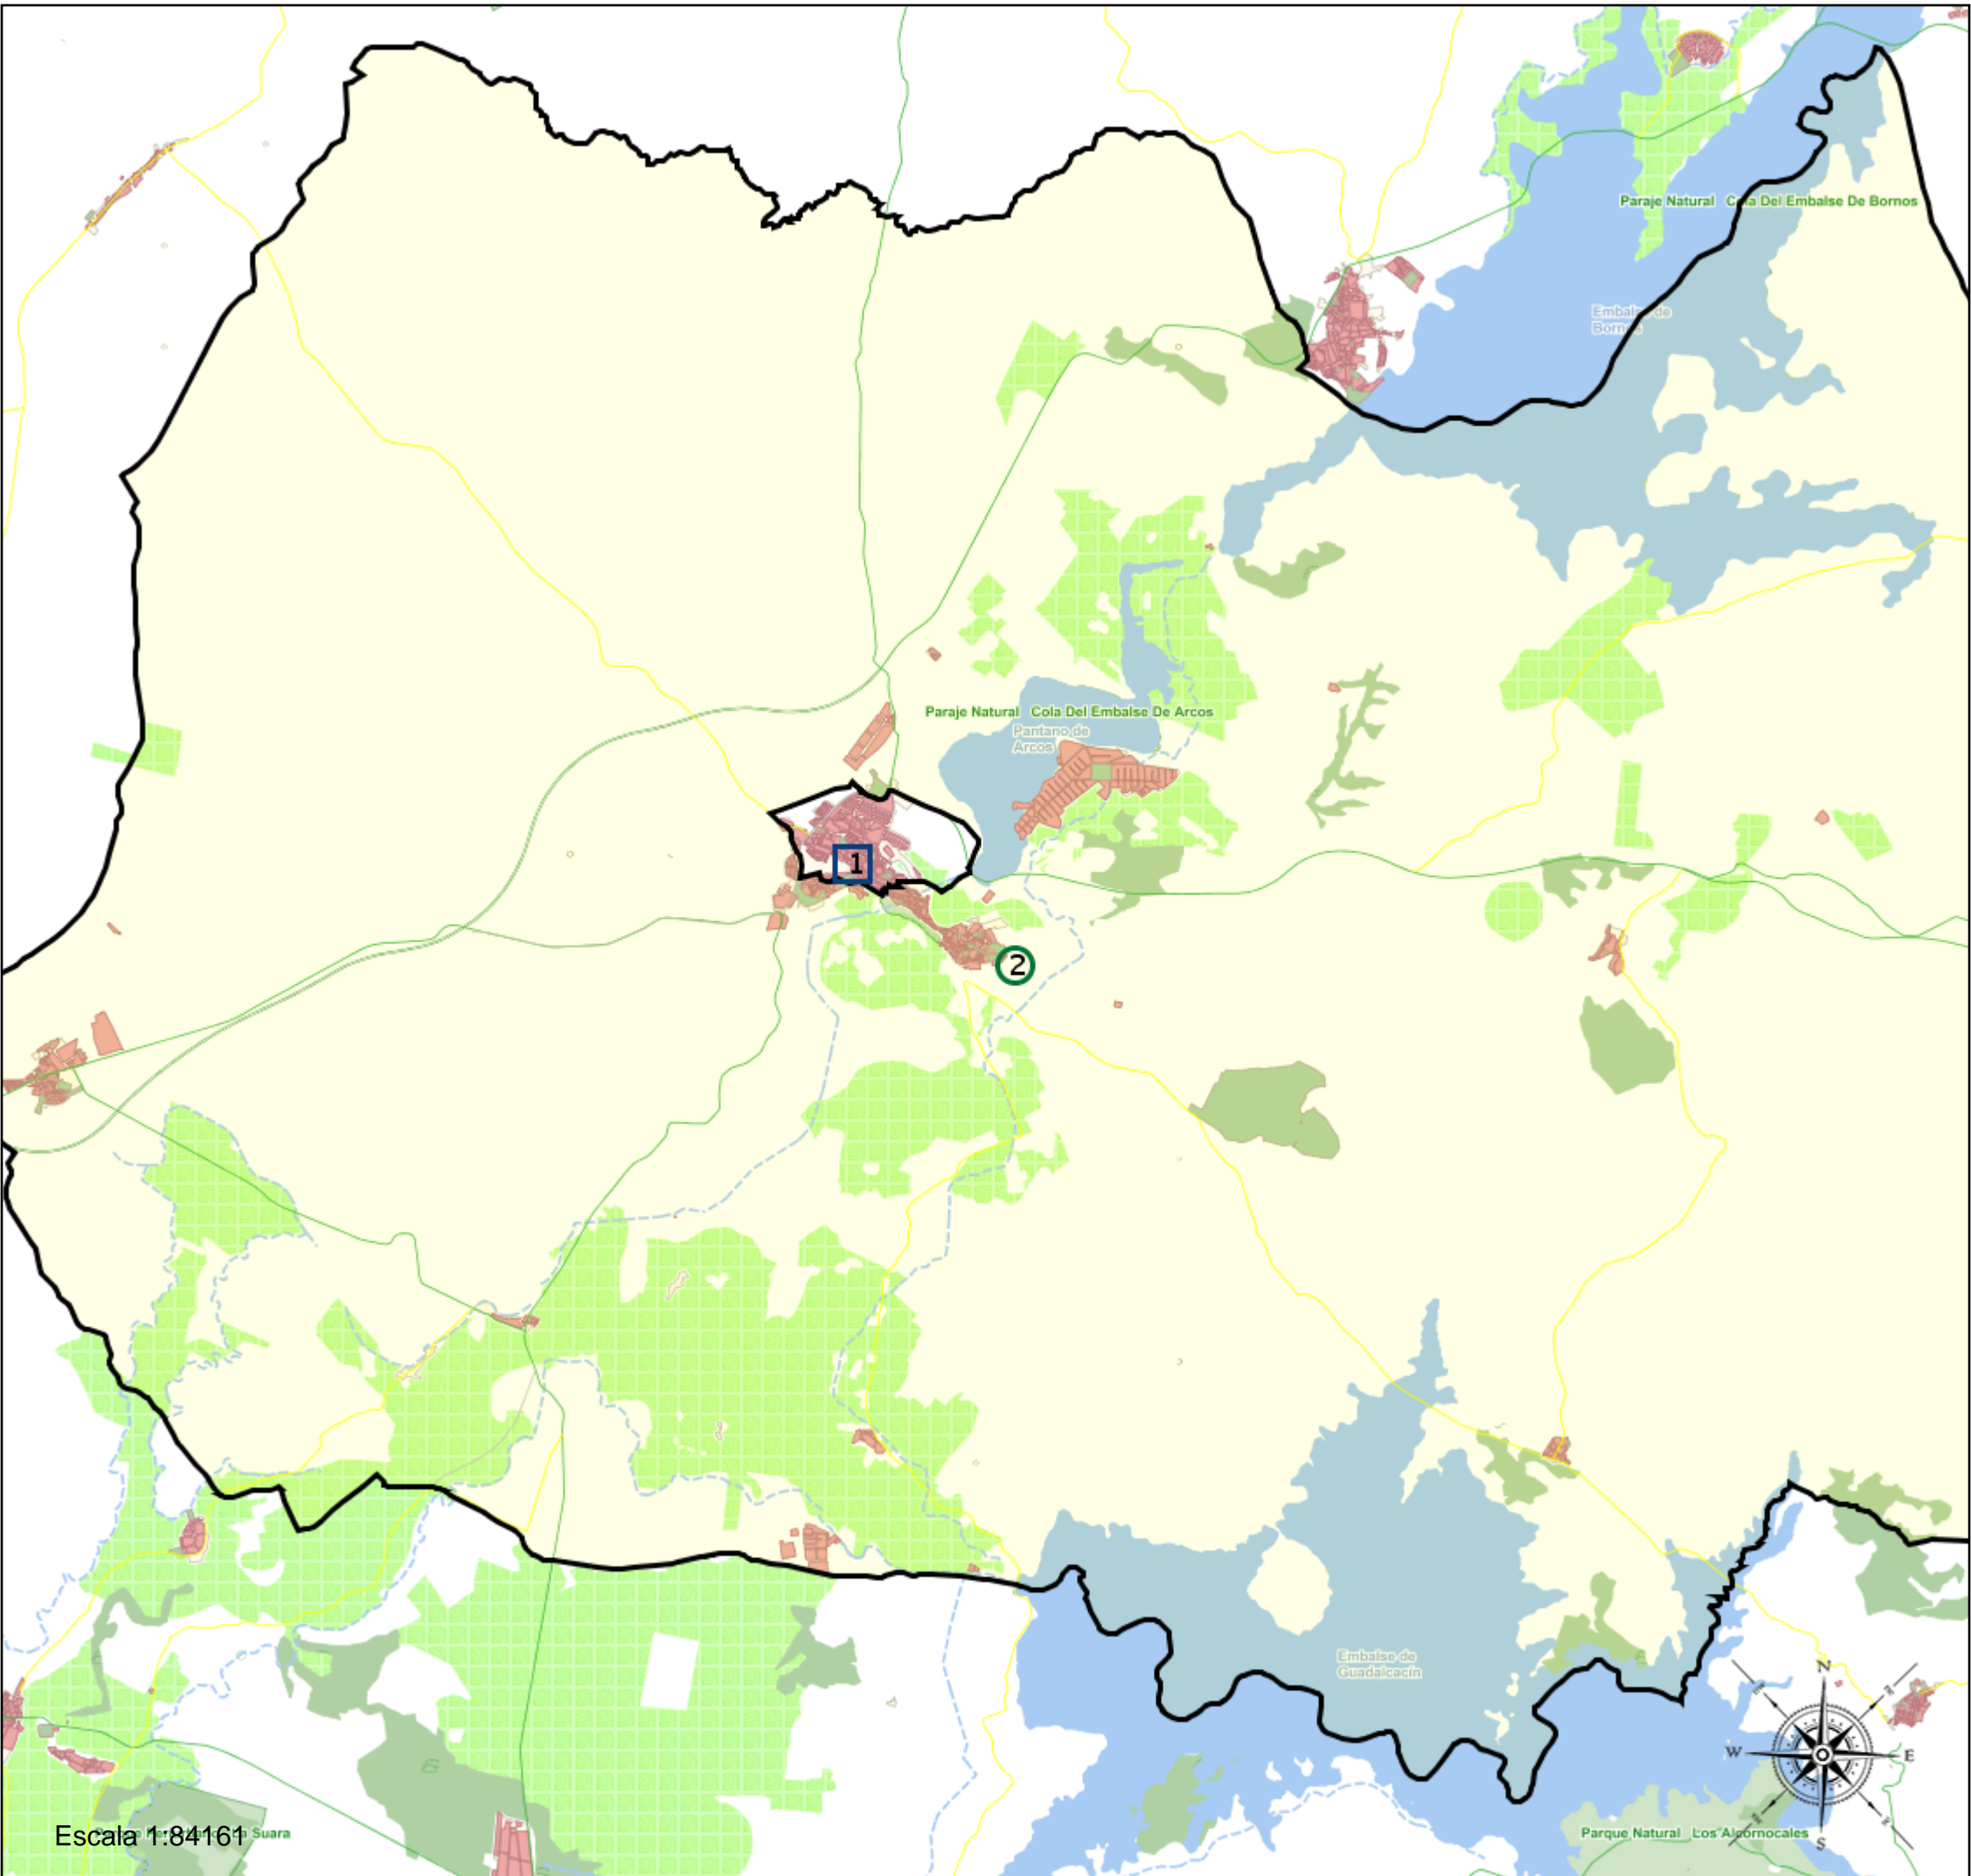 Paraje Natural Cola Del Embalse De Bornos
Embalse de
Bornos
Paraje Natural Cola Del Embalse De Arcos
Pantano de
Arcos
1
2
Embalse de
Guadalcacín
N
W
E
S
Escala 1:84161
Suara
Parque Natural Los Alcornocales